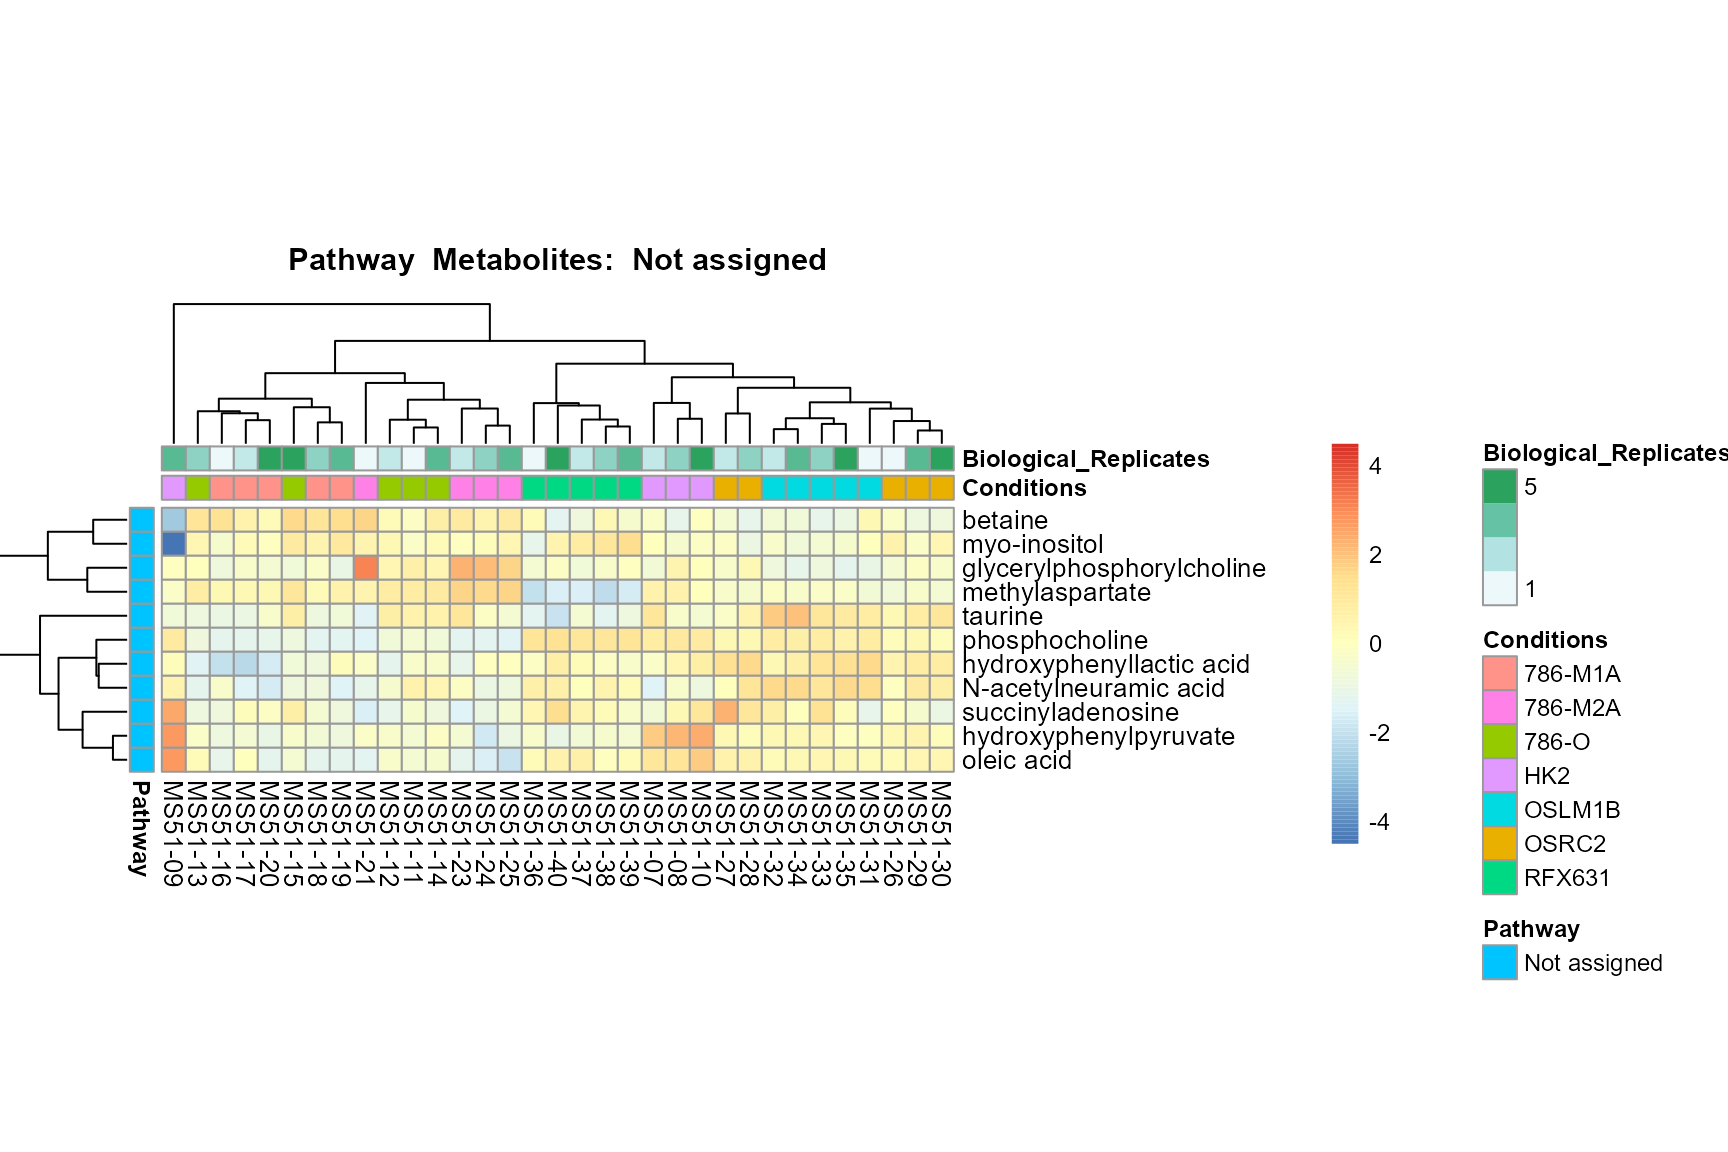 Pathway Metabolites: Not assigned
Biological_Replicates
Conditions
betaine
myo-inositol
glycerylphosphorylcholine
methylaspartate
taurine
phosphocholine
hydroxyphenyllactic acid
N-acetylneuramic acid
succinyladenosine
hydroxyphenylpyruvate
oleic acid
Pathway
MS51-09
MS51-13
MS51-16
MS51-17
MS51-20
MS51-15
MS51-18
MS51-19
MS51-21
MS51-12
MS51-11
MS51-14
MS51-23
MS51-24
MS51-25
MS51-36
MS51-40
MS51-37
MS51-38
MS51-39
MS51-07
MS51-08
MS51-10
MS51-27
MS51-28
MS51-32
MS51-34
MS51-33
MS51-35
MS51-31
MS51-26
MS51-29
MS51-30
4
2
0
-2
-4
Biological_Replicates
5
1
Conditions
786-M1A
786-M2A
786-O
HK2
OSLM1B
OSRC2
RFX631
Pathway
Not assigned